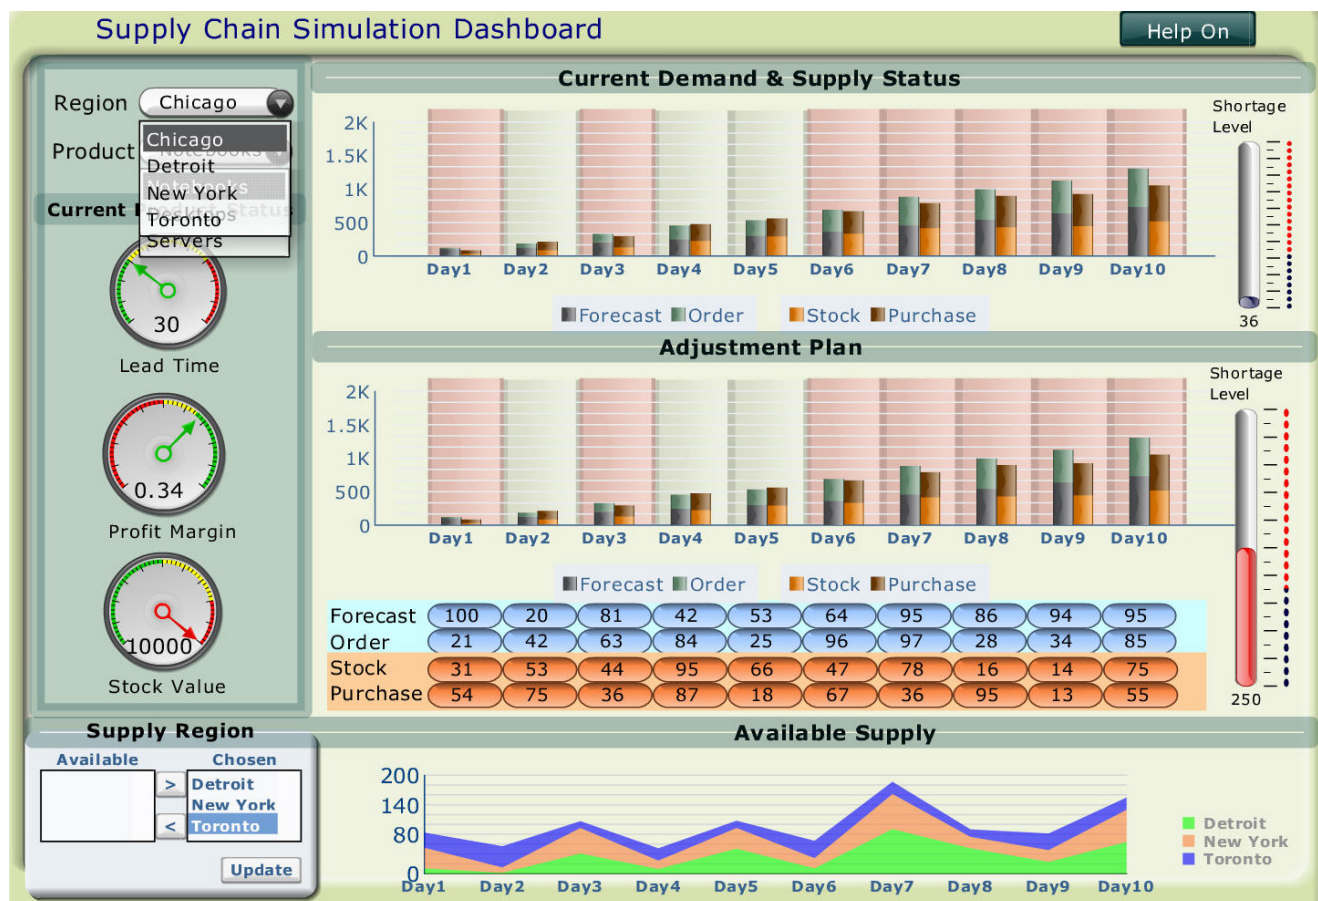 Supply Chain Simulation Dashboard
Help On
Region Chicago
Chicago
Detroit
New York
Toronto
Product Notebooks
Notebooks
Desktops
Servers
Current Product Status
30
Lead Time
0.34
Profit Margin
10000
Stock Value
Current Demand & Supply Status
2K
1.5K
1K
500
0
Day1 Day2 Day3 Day4 Day5 Day6 Day7 Day8 Day9 Day10
Forecast Order Stock Purchase
Shortage
Level
36
Adjustment Plan
2K
1.5K
1K
500
0
Day1 Day2 Day3 Day4 Day5 Day6 Day7 Day8 Day9 Day10
Forecast Order Stock Purchase
Shortage
Level
250
Forecast 100 20 81 42 53 64 95 86 94 95
Order 21 42 63 84 25 96 97 28 34 85
Stock 31 53 44 95 66 47 78 16 14 75
Purchase 54 75 36 87 18 67 36 95 13 55
Supply Region
Available Chosen
> Detroit
New York
< Toronto
Update
Available Supply
200
140
80
0
Day1 Day2 Day3 Day4 Day5 Day6 Day7 Day8 Day9 Day10
Detroit
New York
Toronto